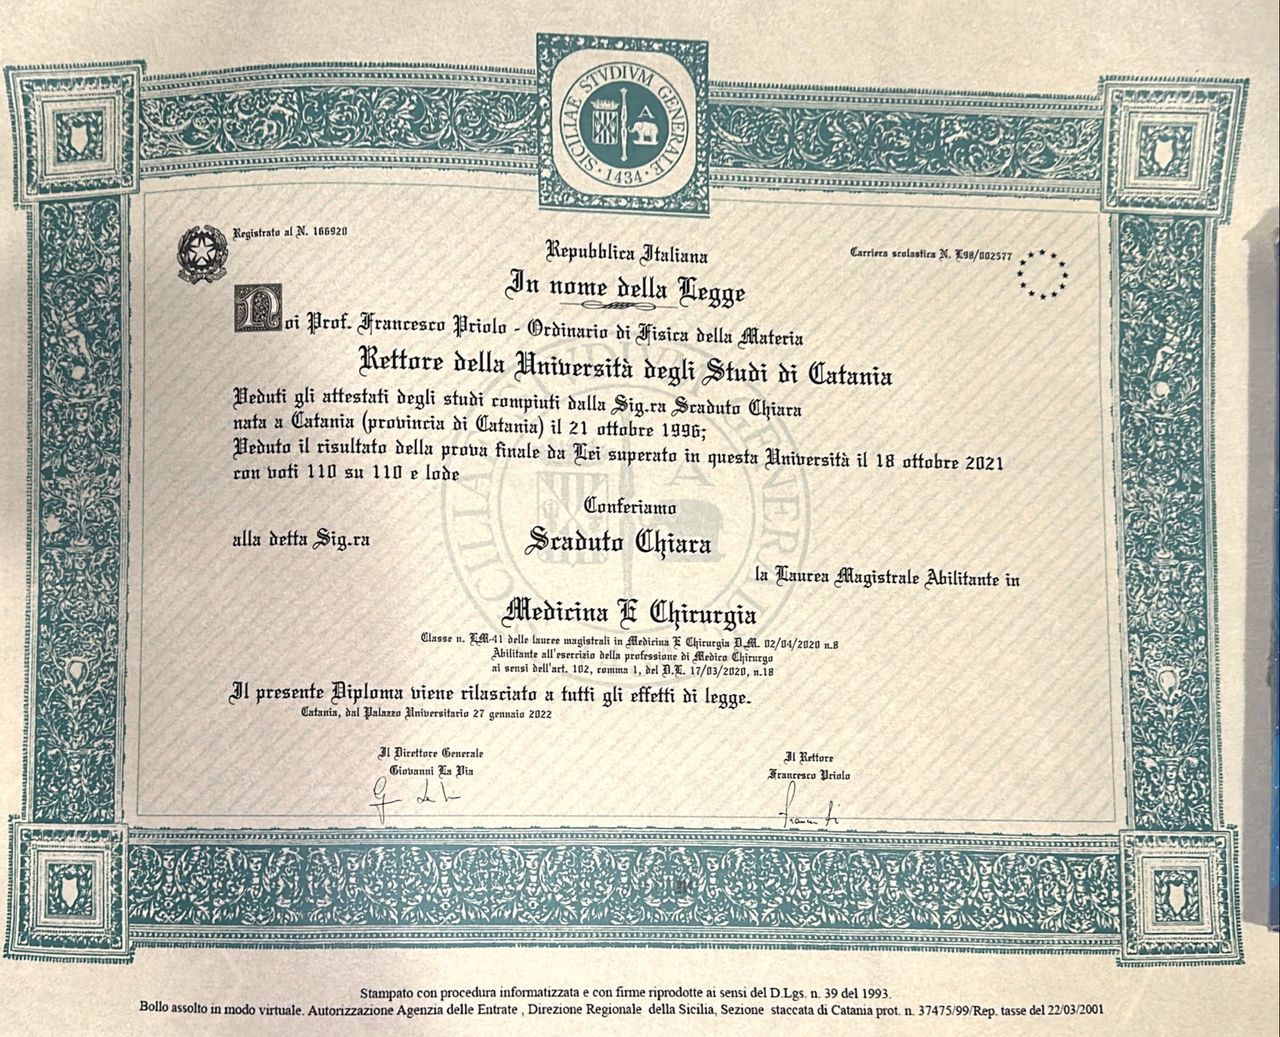 SICILIAE STVDIVM GENERALE
· 1434 ·
Registrato al N. 166920
Repubblica Italiana
Carriera scolastica N. L98/002577
In nome della Legge
Noi Prof. Francesco Priolo - Ordinario di Fisica della Materia
Rettore della Università degli Studi di Catania
Veduti gli attestati degli studi compiuti dalla Sig.ra Scaduto Chiara
nata a Catania (provincia di Catania) il 21 ottobre 1996;
Veduto il risultato della prova finale da Lei superato in questa Università il 18 ottobre 2021
con voti 110 su 110 e lode
Conferiamo
alla detta Sig.ra Scaduto Chiara
la Laurea Magistrale Abilitante in
Medicina E Chirurgia
Classe n. LM-41 delle lauree magistrali in Medicina E Chirurgia D.M. 02/04/2020 n.8
Abilitante all'esercizio della professione di Medico Chirurgo
ai sensi dell'art. 102, comma 1, del D.L. 17/03/2020, n.18
Il presente Diploma viene rilasciato a tutti gli effetti di legge.
Catania, dal Palazzo Universitario 27 gennaio 2022
Il Direttore Generale
Giovanni La Via
Il Rettore
Francesco Priolo
Stampato con procedura informatizzata e con firme riprodotte ai sensi del D.Lgs. n. 39 del 1993.
Bollo assolto in modo virtuale. Autorizzazione Agenzia delle Entrate , Direzione Regionale della Sicilia, Sezione staccata di Catania prot. n. 37475/99/Rep. tasse del 22/03/2001